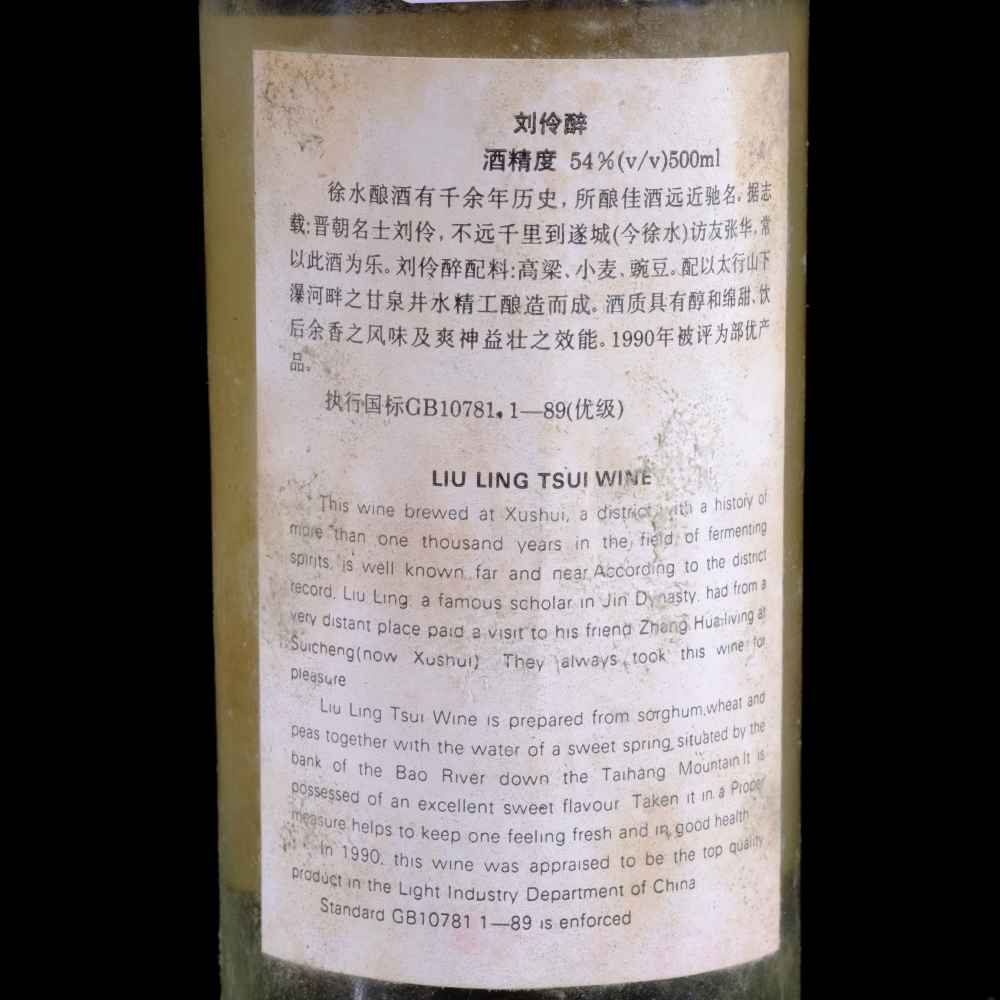 刘伶醉
酒精度 54%(v/v)500ml
徐水酿酒有千余年历史，所酿佳酒远近驰名。据志
载:晋朝名士刘伶，不远千里到遂城(今徐水)访友张华，常
以此酒为乐。刘伶醉配料:高梁、小麦、豌豆。配以太行山下
瀑河畔之甘泉井水精工酿造而成。酒质具有醇和绵甜、饮
后余香之风味及爽神益壮之效能。1990年被评为部优产
品。
执行国标GB10781.1—89(优级)
LIU LING TSUI WINE
This wine brewed at Xushui, a district with a history of
more than one thousand years in the field of fermenting
spirits, is well known far and near. According to the district
record, Liu Ling, a famous scholar in Jin Dynasty, had from a
very distant place paid a visit to his friend Zhang Hua living at
Suicheng(now Xushui) They always took this wine for
pleasure
Liu Ling Tsui Wine is prepared from sorghum, wheat and
peas together with the water of a sweet spring situated by the
bank of the Bao River down the Taihang Mountain It is
possessed of an excellent sweet flavour Taken it in a Proper
measure helps to keep one feeling fresh and in good health
In 1990, this wine was appraised to be the top quality
product in the Light Industry Department of China
Standard GB10781 1—89 is enforced